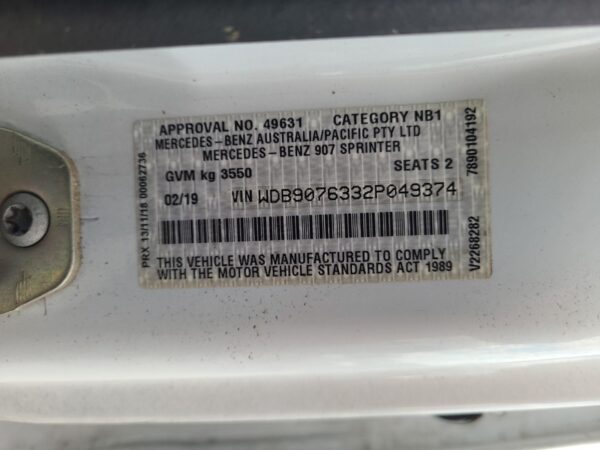 APPROVAL NO. 49631 CATEGORY NB1
MERCEDES-BENZ AUSTRALIA/PACIFIC PTY LTD
MERCEDES-BENZ 907 SPRINTER
GVM kg 3550 SEATS 2
02/19 VIN WDB9076332P049374
THIS VEHICLE WAS MANUFACTURED TO COMPLY
WITH THE MOTOR VEHICLE STANDARDS ACT 1989
PRX 13/11/18 00062736
V2268282 7890104192